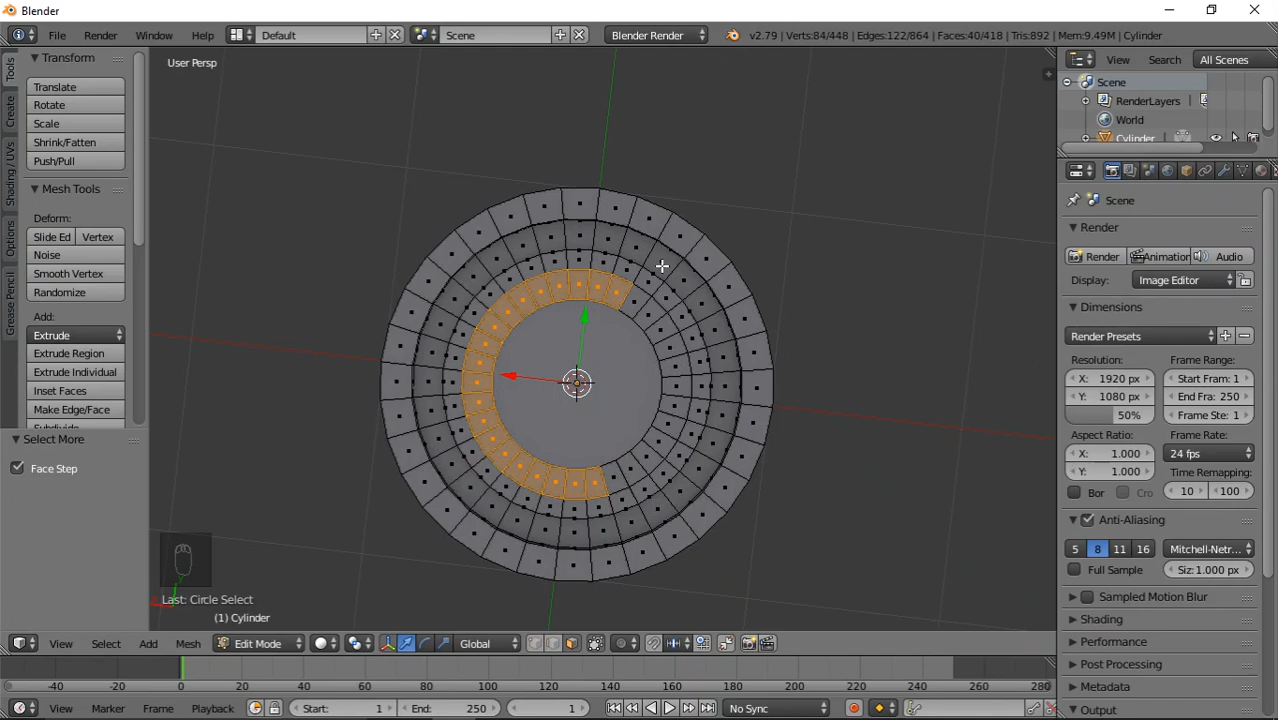 Blender
File Render Window Help Default Scene Blender Render v2.79 | Verts:84/448 | Edges:122/864 | Faces:40/418 | Tris:892 | Mem:9.49M | Cylinder
Tools
Create
Shading / UVs
Options
Grease Pencil
Transform
Translate
Rotate
Scale
Shrink/Fatten
Push/Pull
Mesh Tools
Deform:
Slide Ed Vertex
Noise
Smooth Vertex
Randomize
Add:
Extrude
Extrude Region
Extrude Individual
Inset Faces
Make Edge/Face
Subdivide
Select More
Face Step
User Persp
Last: Circle Select
(1) Cylinder
View Search All Scenes
Scene
RenderLayers
World
Cylinder
Scene
Render
Render Animation Audio
Display: Image Editor
Dimensions
Render Presets
Resolution: Frame Range:
X: 1920 px Start Fram: 1
Y: 1080 px End Fra: 250
50% Frame Ste: 1
Aspect Ratio: Frame Rate:
X: 1.000 24 fps
Y: 1.000 Time Remapping:
Bor Cro 10 100
Anti-Aliasing
5 8 11 16 Mitchell-Netr...
Full Sample Siz: 1.000 px
Sampled Motion Blur
Shading
Performance
Post Processing
Metadata
Output
View Select Add Mesh Edit Mode Global
-40 -20 0 20 40 60 80 100 120 140 160 180 200 220 240 260 280
View Marker Frame Playback Start: 1 End: 250 1 No Sync